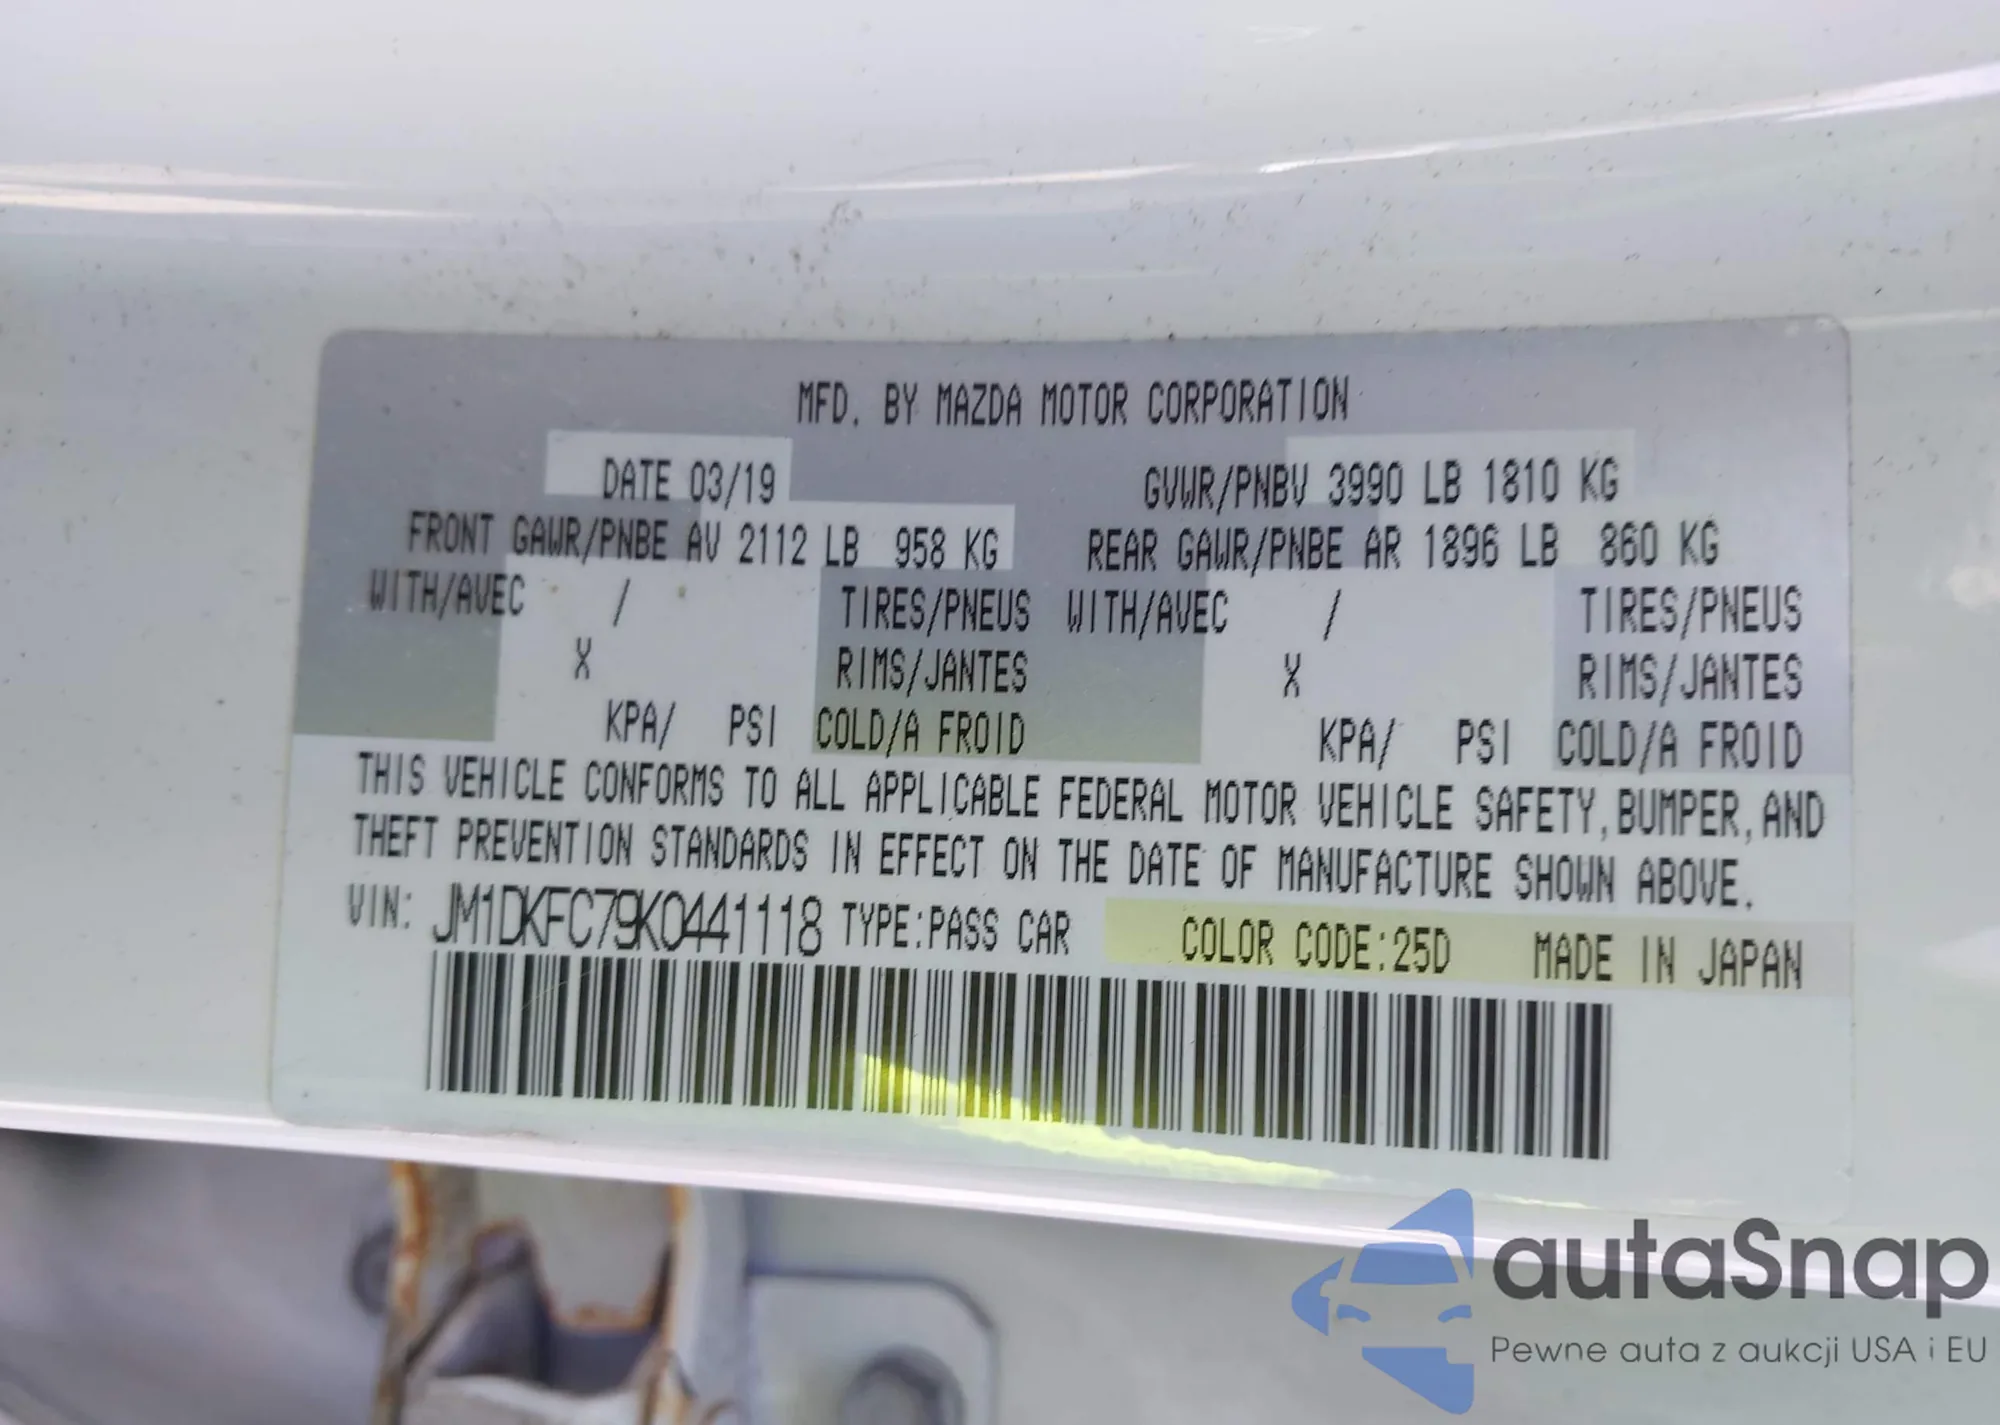 MFD. BY MAZDA MOTOR CORPORATION
DATE 03/19 GVWR/PNBV 3990 LB 1810 KG
FRONT GAWR/PNBE AV 2112 LB 958 KG REAR GAWR/PNBE AR 1896 LB 860 KG
WITH/AVEC / TIRES/PNEUS WITH/AVEC / TIRES/PNEUS
X RIMS/JANTES X RIMS/JANTES
KPA/ PSI COLD/A FROID KPA/ PSI COLD/A FROID
THIS VEHICLE CONFORMS TO ALL APPLICABLE FEDERAL MOTOR VEHICLE SAFETY, BUMPER, AND
THEFT PREVENTION STANDARDS IN EFFECT ON THE DATE OF MANUFACTURE SHOWN ABOVE.
VIN: JM1DKFC79K0441118 TYPE:PASS CAR COLOR CODE:25D MADE IN JAPAN
autaSnap
Pewne auta z aukcji USA i EU